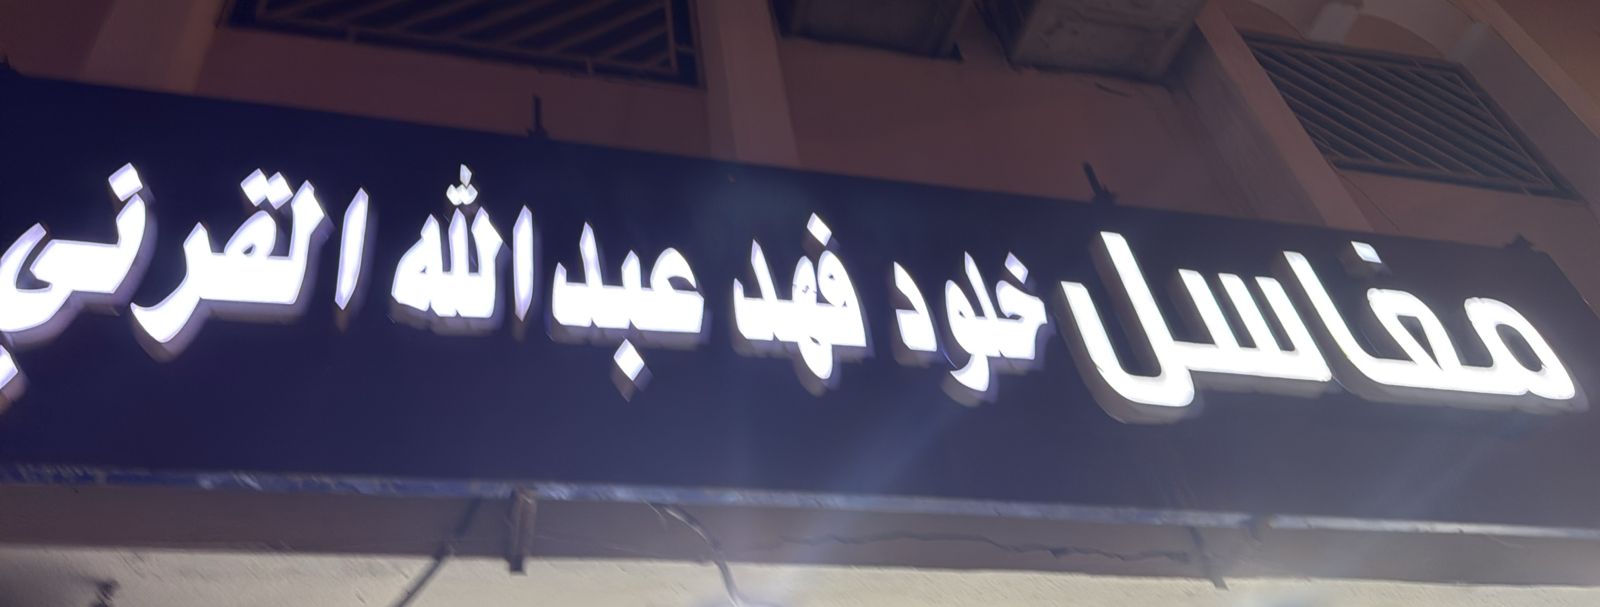 مغاسل خلود فهد عبدالله القرني